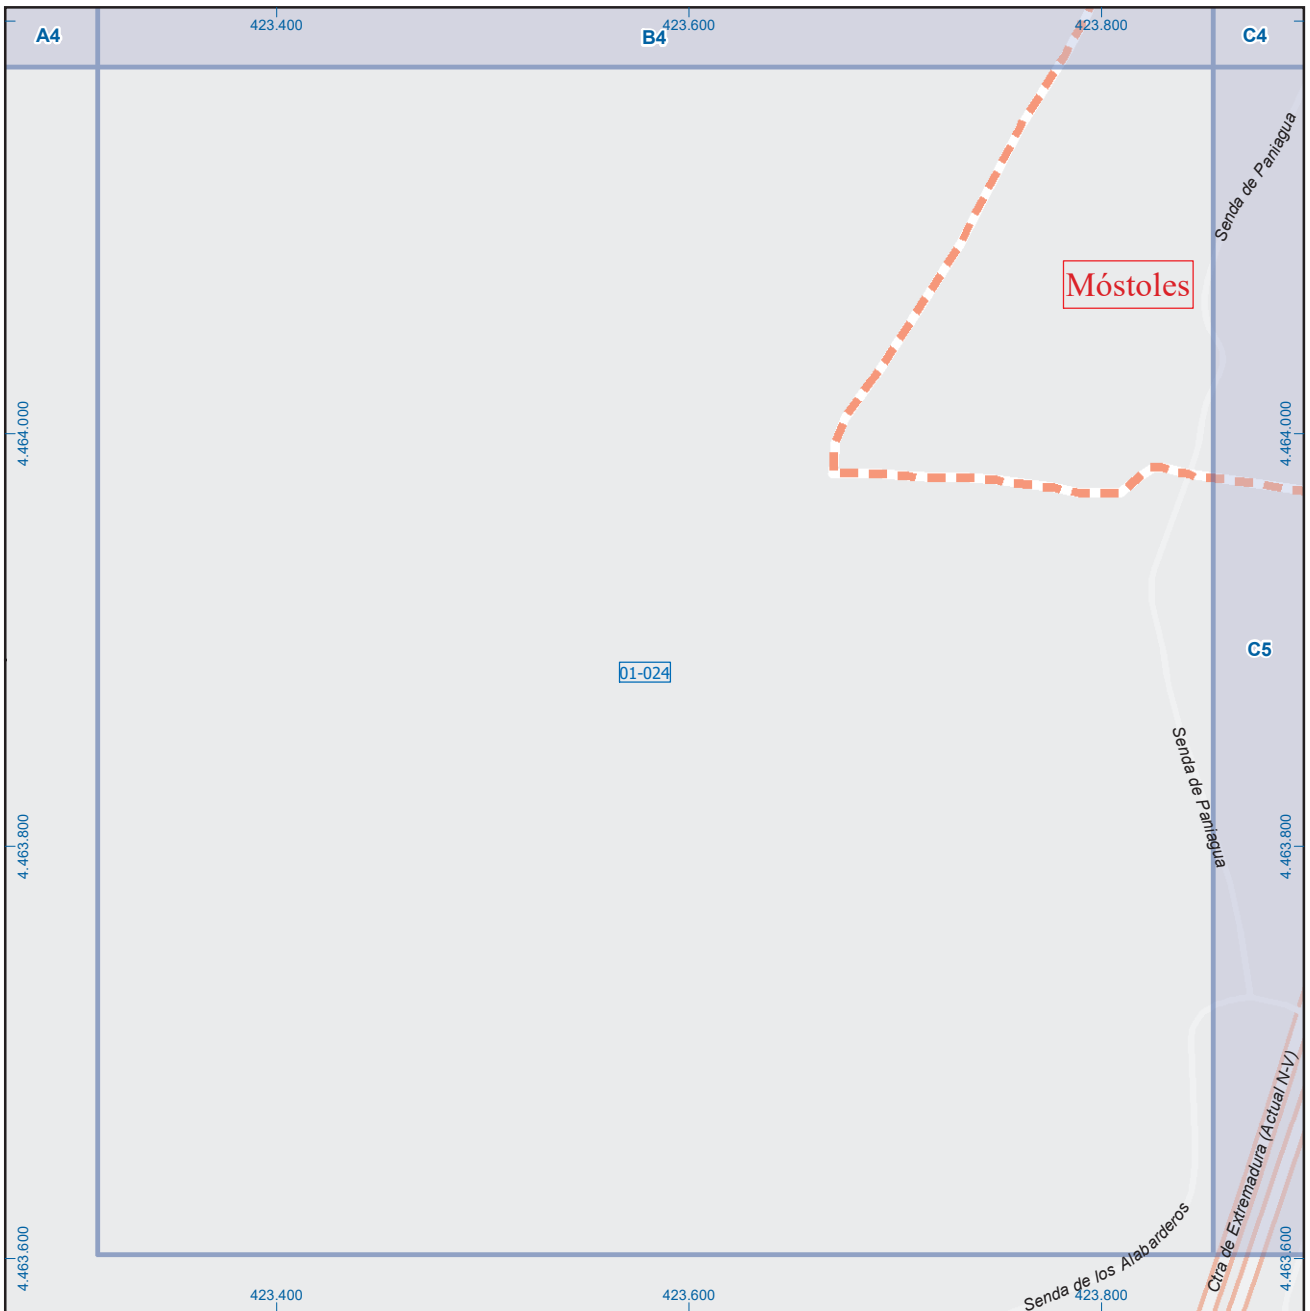 423.400
423.600
423.800
A4
B4
C4
Senda de Paniagua
Móstoles
4.464.000
4.464.000
C5
01-024
Senda de Paniagua
4.463.800
4.463.800
Ctra de Extremadura (Actual N-V)
Senda de los Alabarderos
4.463.600
4.463.600
423.400
423.600
423.800